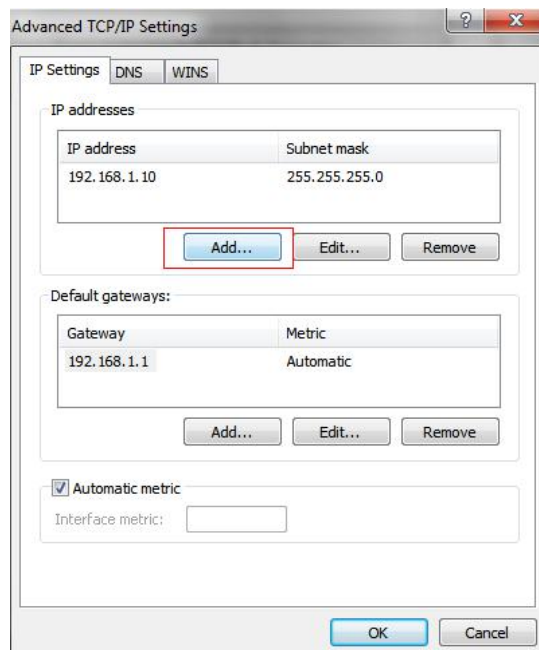 Advanced TCP/IP Settings
IP Settings DNS WINS
IP addresses
IP address Subnet mask
192.168.1.10 255.255.255.0
Add... Edit... Remove
Default gateways:
Gateway Metric
192.168.1.1 Automatic
Add... Edit... Remove
Automatic metric
Interface metric:
OK Cancel